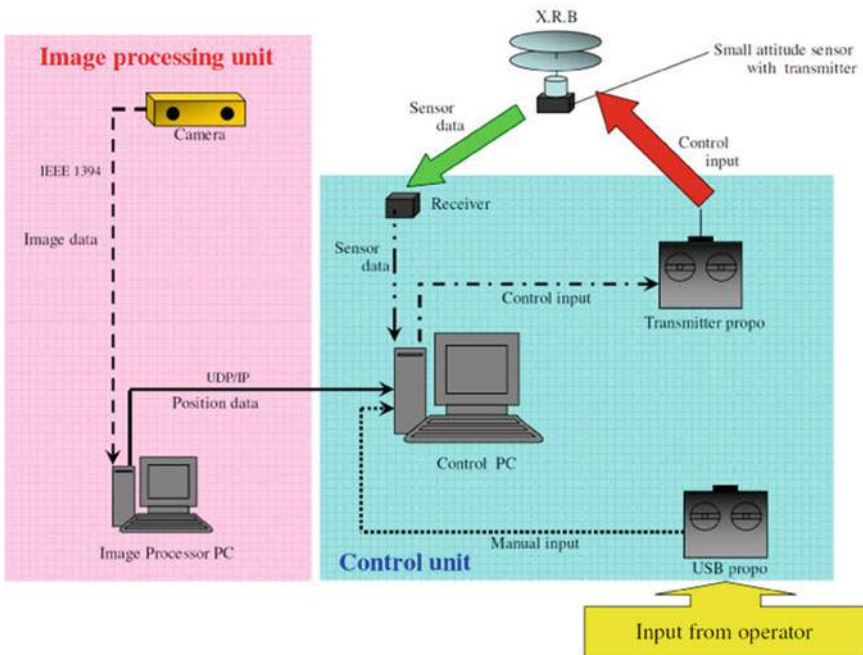 X.R.B
Image processing unit
Small attitude sensor
with transmitter
Sensor
data
Camera
Control
input
IEEE 1394
Receiver
Image data
Sensor
data
Control input
Transmitter propo
UDP/IP
Position data
Control PC
Manual input
Image Processor PC
Control unit
USB propo
Input from operator